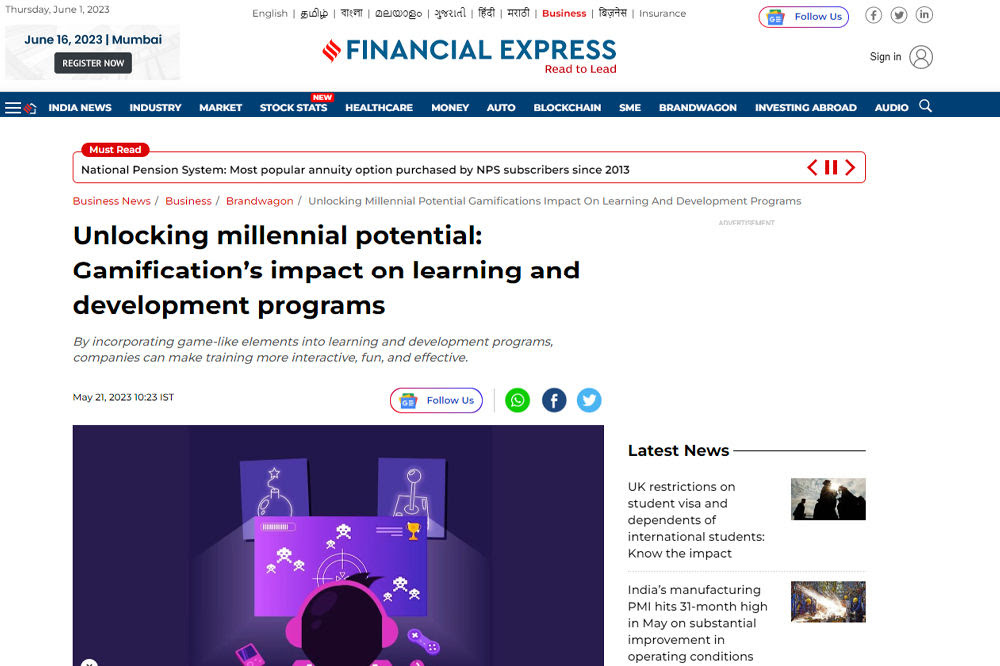 Thursday, June 1, 2023
English | தமிழ் | বাংলা | മലയാളം | ગુજરાતી | हिंदी | मराठी | Business | बिज़नेस | Insurance
Follow Us
June 16, 2023 | Mumbai
REGISTER NOW
FINANCIAL EXPRESS
Read to Lead
Sign in
INDIA NEWS INDUSTRY MARKET STOCK STATS NEW HEALTHCARE MONEY AUTO BLOCKCHAIN SME BRANDWAGON INVESTING ABROAD AUDIO
Must Read
National Pension System: Most popular annuity option purchased by NPS subscribers since 2013
Business News / Business / Brandwagon / Unlocking Millennial Potential Gamifications Impact On Learning And Development Programs
ADVERTISEMENT
Unlocking millennial potential:
Gamification’s impact on learning and
development programs
By incorporating game-like elements into learning and development programs,
companies can make training more interactive, fun, and effective.
May 21, 2023 10:23 IST
Follow Us
Latest News
UK restrictions on
student visa and
dependents of
international students:
Know the impact
India’s manufacturing
PMI hits 31-month high
in May on substantial
improvement in
operating conditions